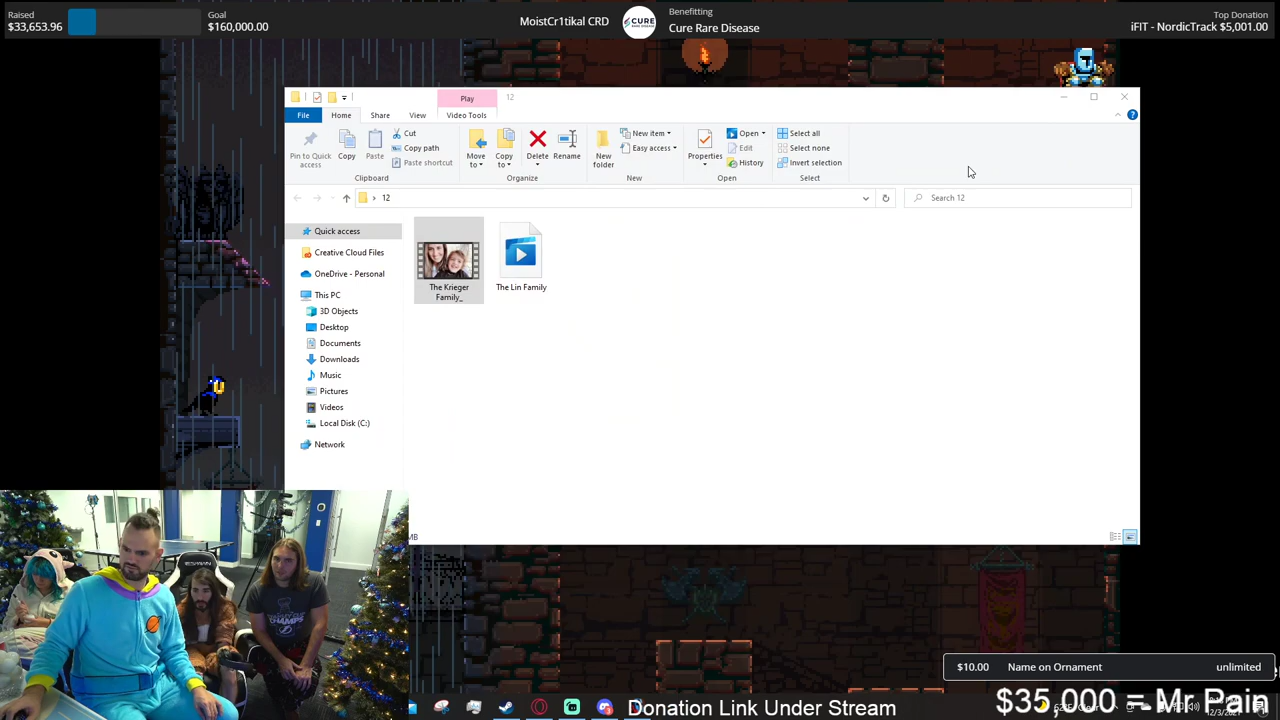 Raised
$33,653.96
Goal
$160,000.00
MoistCr1tikal CRD
CURE
Benefitting
Cure Rare Disease
Top Donation
iFIT - NordicTrack $5,001.00
Play
12
File
Home
Share
View
Video Tools
Pin to Quick
access
Copy
Paste
Cut
Copy path
Paste shortcut
Clipboard
Move
to
Copy
to
Delete
Rename
Organize
New
folder
New item
Easy access
New
Properties
Open
Edit
History
Open
Select all
Select none
Invert selection
Select
12
Search 12
Quick access
Creative Cloud Files
OneDrive - Personal
This PC
3D Objects
Desktop
Documents
Downloads
Music
Pictures
Videos
Local Disk (C:)
Network
The Krieger
Family_
The Lin Family
MB
CHAMPS
$10.00 Name on Ornament unlimited
$35,000 = Mr Pain
Donation Link Under Stream